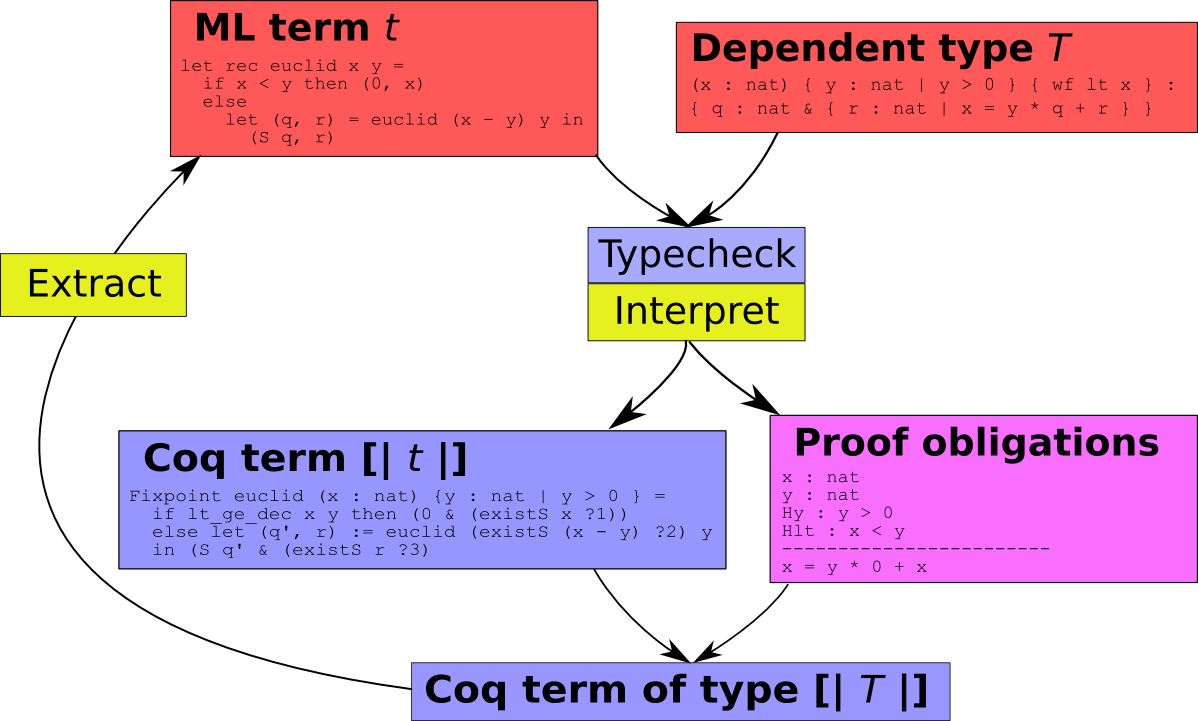 ML term t
let rec euclid x y =
  if x < y then (0, x)
  else
    let (q, r) = euclid (x - y) y in
      (S q, r)
Dependent type T
(x : nat) { y : nat | y > 0 } { wf lt x } :
{ q : nat & { r : nat | x = y * q + r } }
Typecheck
Extract
Interpret
Coq term [| t |]
Fixpoint euclid (x : nat) {y : nat | y > 0 } =
  if lt_ge_dec x y then (0 & (existS x ?1))
  else let (q', r) := euclid (existS (x - y) ?2) y
  in (S q' & (existS r ?3)
Proof obligations
x : nat
y : nat
Hy : y > 0
Hlt : x < y
------------------------
x = y * 0 + x
Coq term of type [| T |]